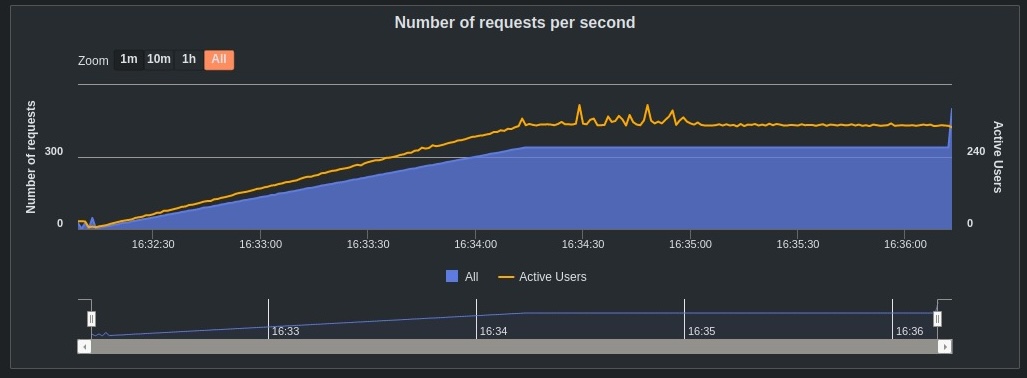 Number of requests per second
Zoom 1m 10m 1h All
Number of requests
300
0
Active Users
240
0
16:32:30 16:33:00 16:33:30 16:34:00 16:34:30 16:35:00 16:35:30 16:36:00
All Active Users
16:33 16:34 16:35 16:36